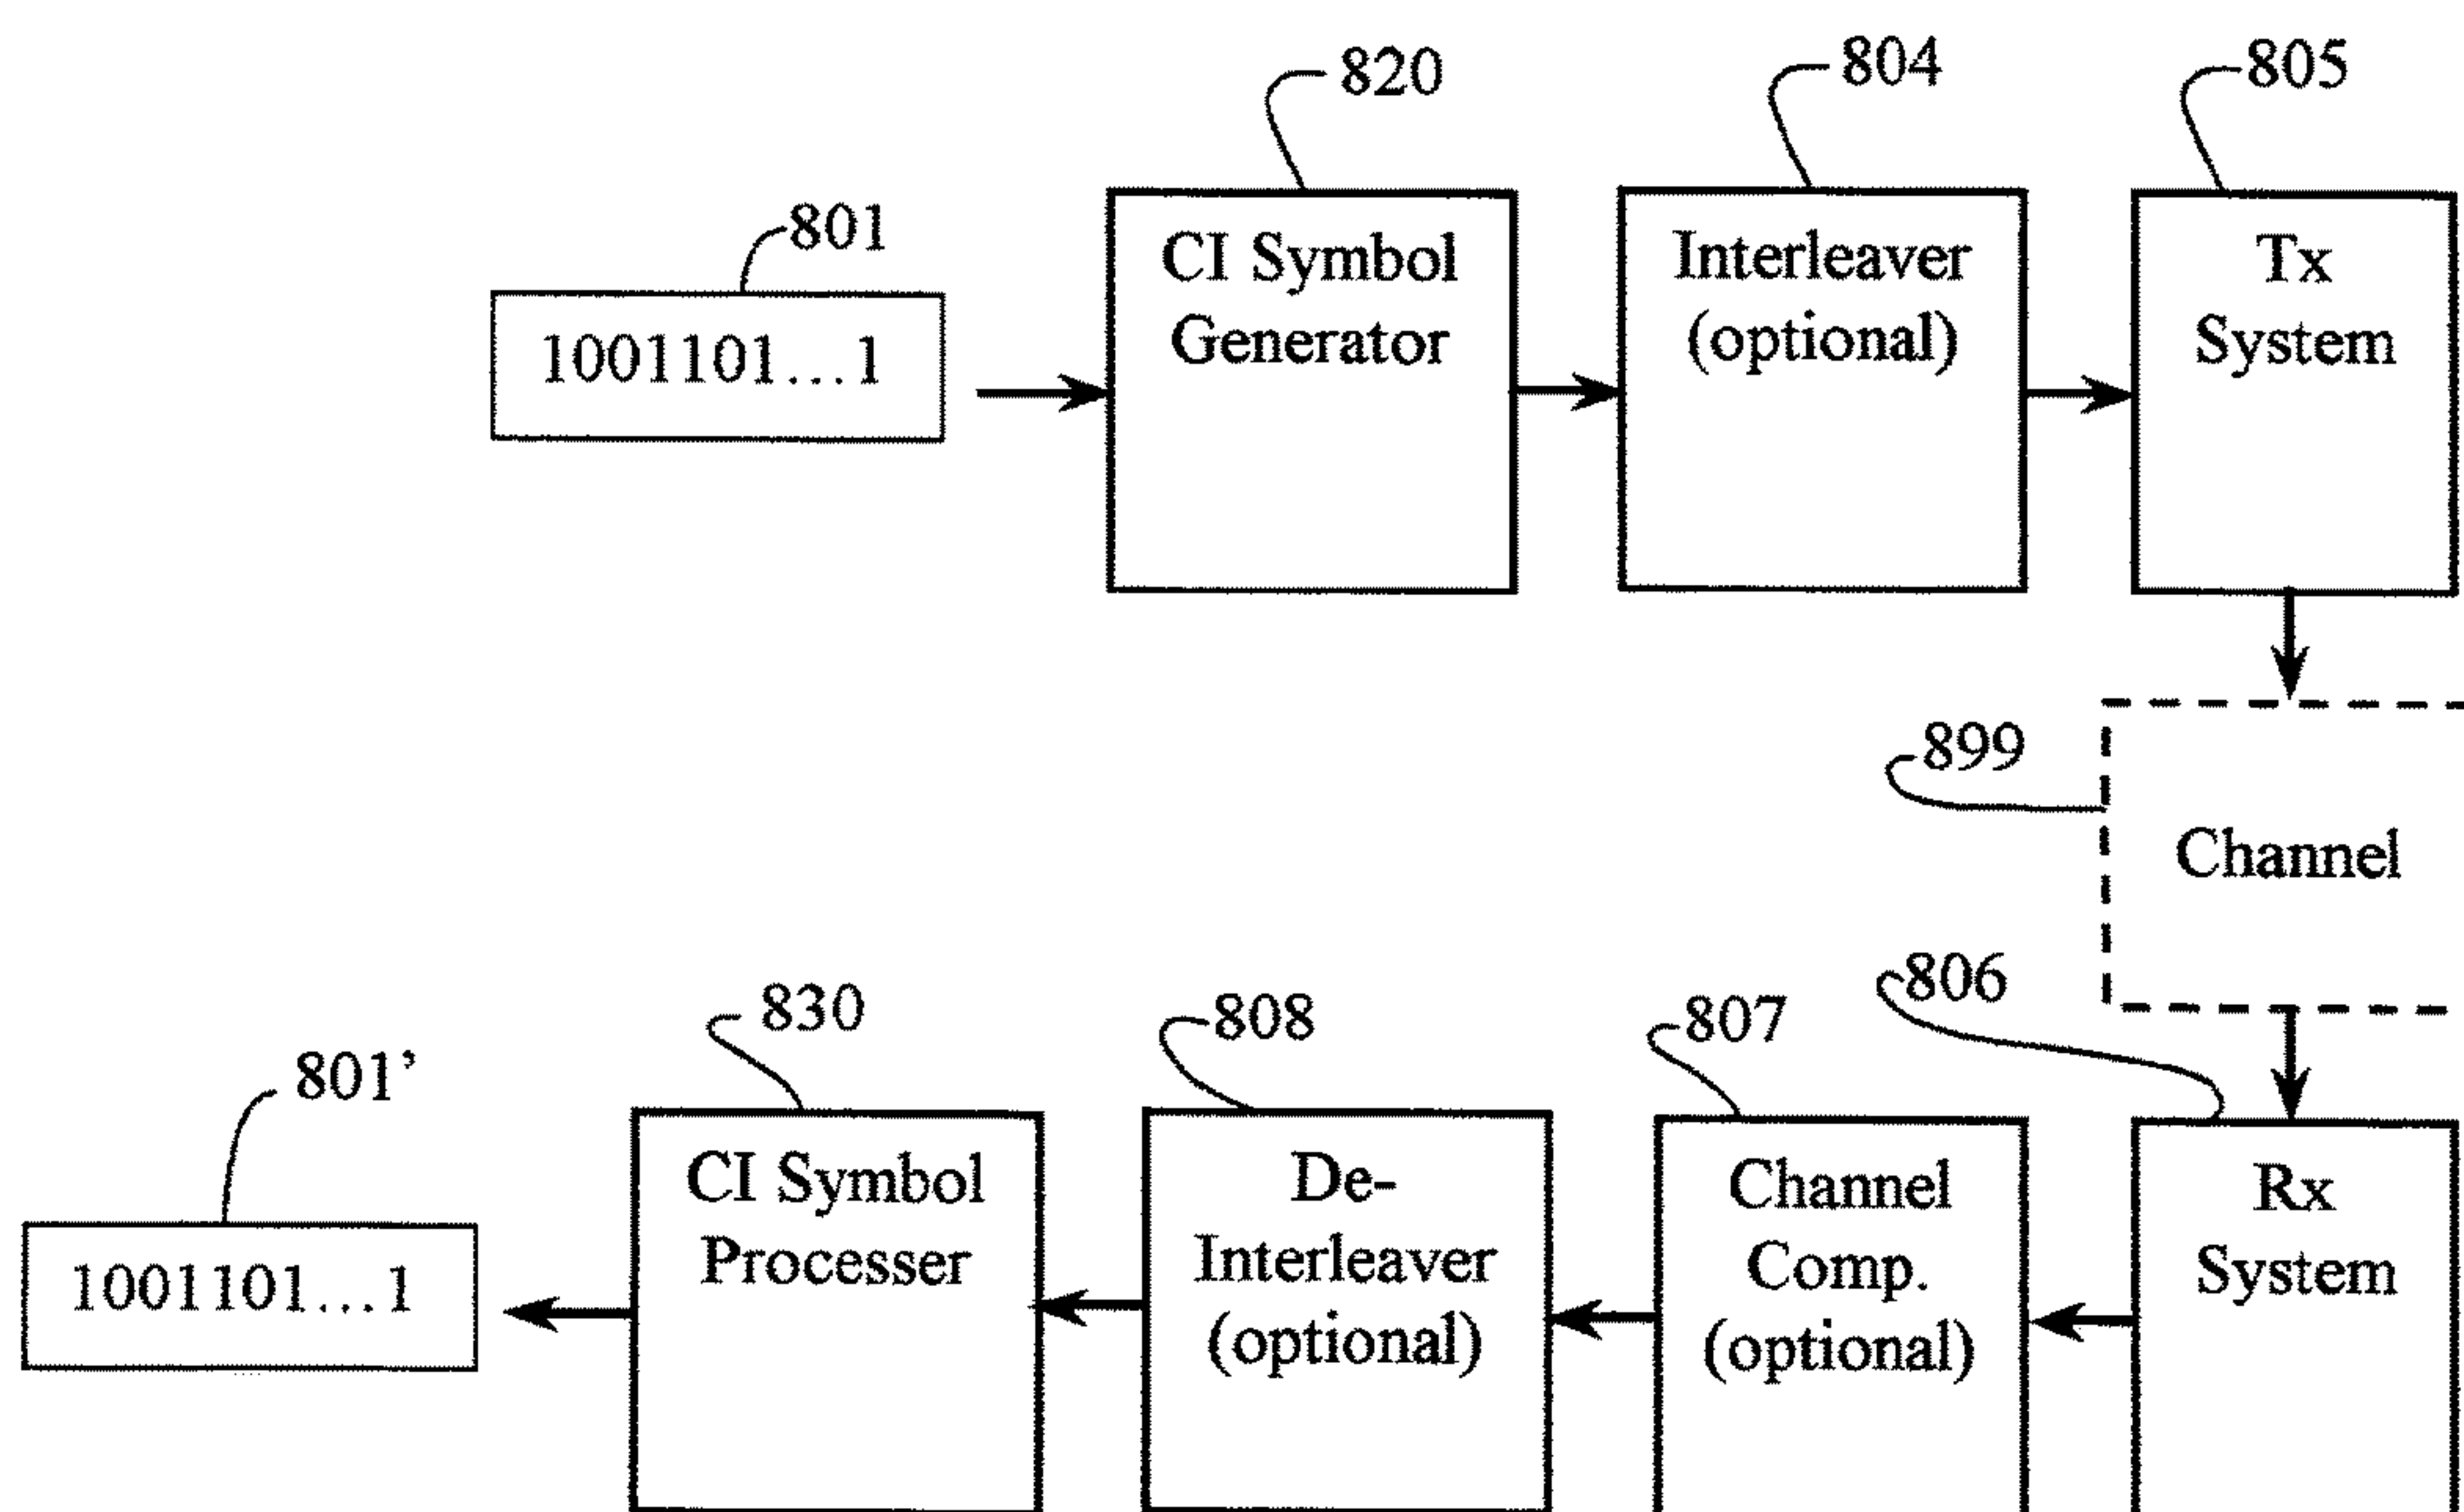 820
804
805
801
CI Symbol
Generator
Interleaver
(optional)
Tx
System
1001101...1
899
Channel
830
808
807
806
801’
CI Symbol
Processer
De-
Interleaver
(optional)
Channel
Comp.
(optional)
Rx
System
1001101...1